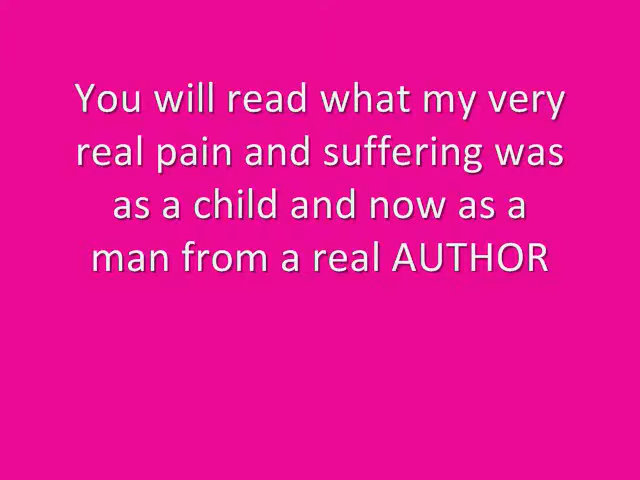 You will read what my very
real pain and suffering was
as a child and now as a
man from a real AUTHOR